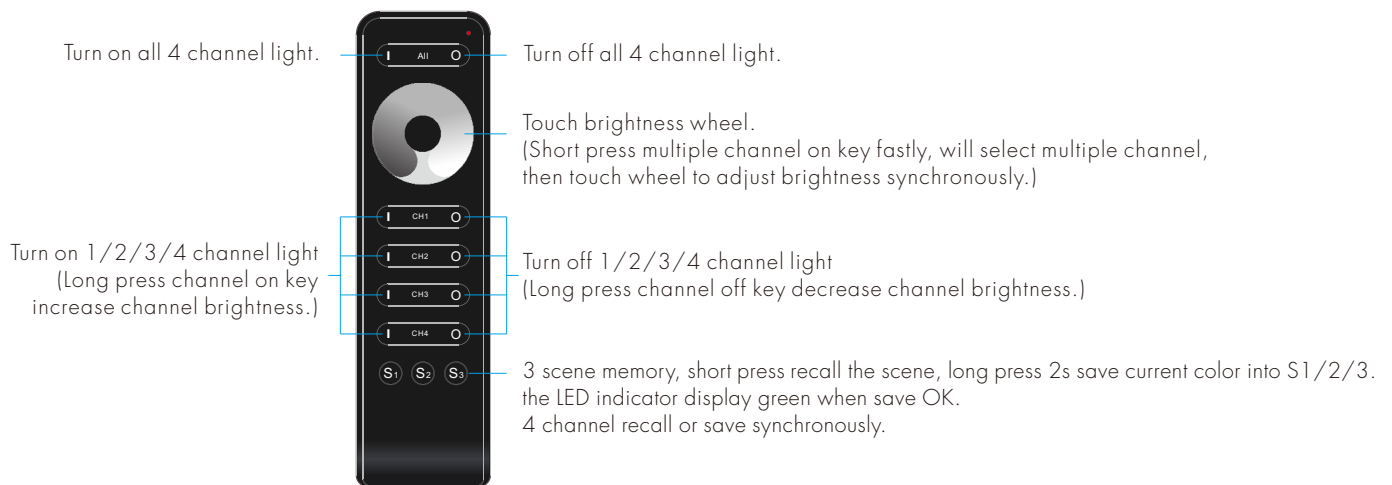 Turn on all 4 channel light.
I All O
Turn off all 4 channel light.
Touch brightness wheel.
(Short press multiple channel on key fastly, will select multiple channel,
then touch wheel to adjust brightness synchronously.)
I CH1 O
Turn on 1/2/3/4 channel light
(Long press channel on key
increase channel brightness.)
I CH2 O
Turn off 1/2/3/4 channel light
(Long press channel off key decrease channel brightness.)
I CH3 O
I CH4 O
S1 S2 S3
3 scene memory, short press recall the scene, long press 2s save current color into S1/2/3.
the LED indicator display green when save OK.
4 channel recall or save synchronously.